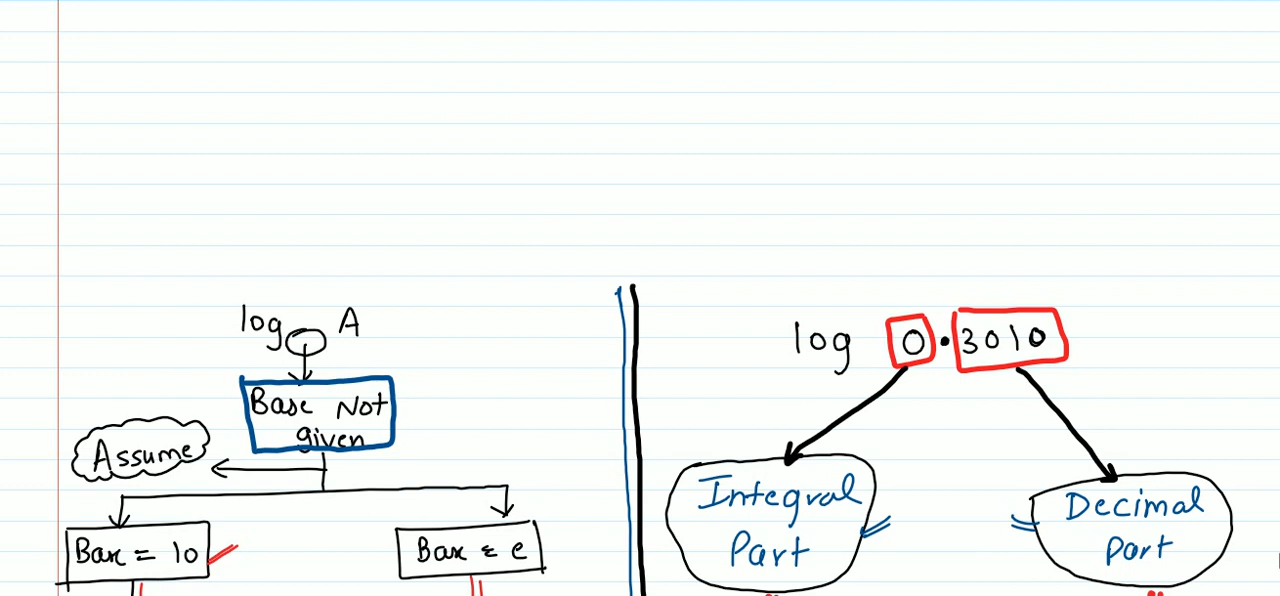 log A
Base Not
given
Assume
Base = 10
Base = e
log 0.3010
Integral
Part
Decimal
Part